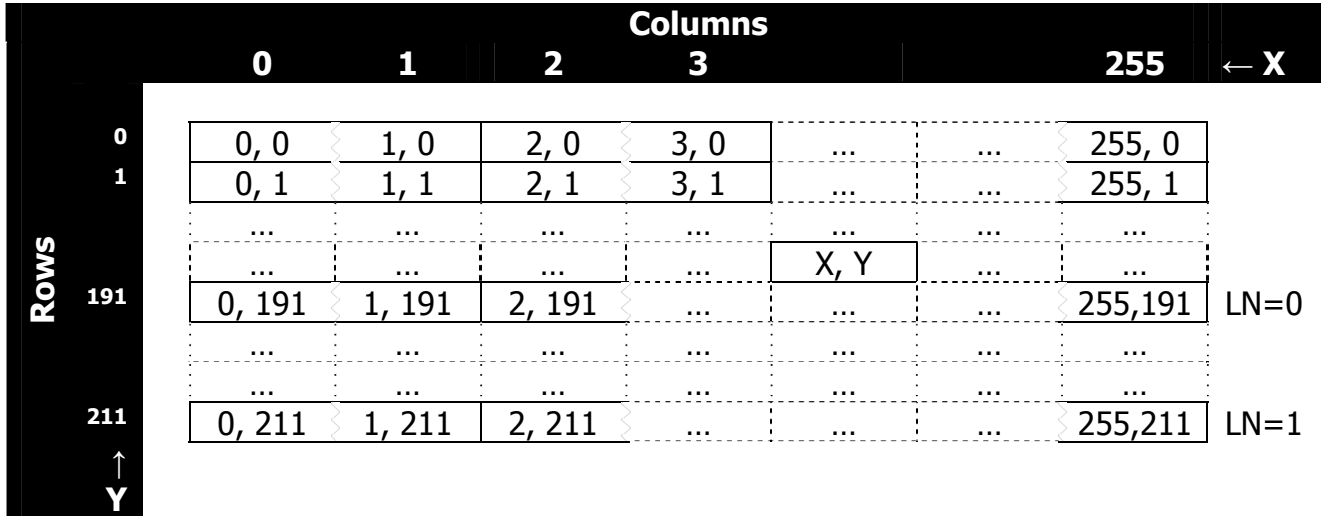 Columns
0 1 2 3 255 ← X
0 0, 0 1, 0 2, 0 3, 0 ... ... 255, 0
1 0, 1 1, 1 2, 1 3, 1 ... ... 255, 1
... ... ... ... ... ... ...
... ... ... ... X, Y ... ...
Rows
191 0, 191 1, 191 2, 191 ... ... ... 255,191 LN=0
... ... ... ... ... ... ...
... ... ... ... ... ... ...
211 0, 211 1, 211 2, 211 ... ... ... 255,211 LN=1
↑
Y